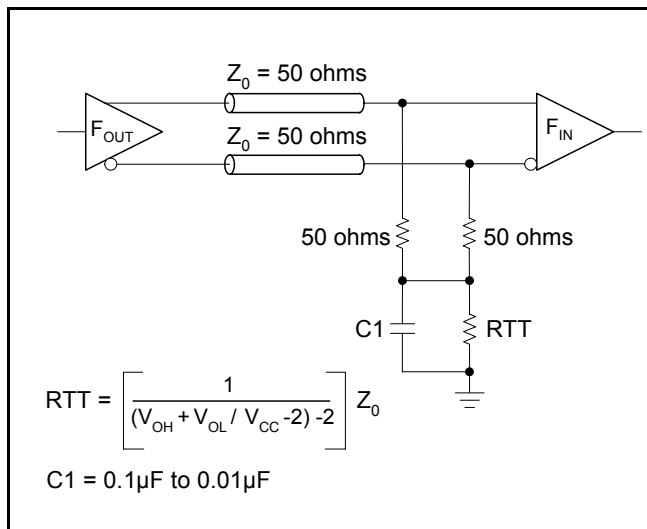 Z0 = 50 ohms
FOUT
Z0 = 50 ohms
FIN
50 ohms
50 ohms
C1
RTT
RTT = [ 1 / (VOH + VOL / VCC -2) -2 ] Z0
C1 = 0.1µF to 0.01µF